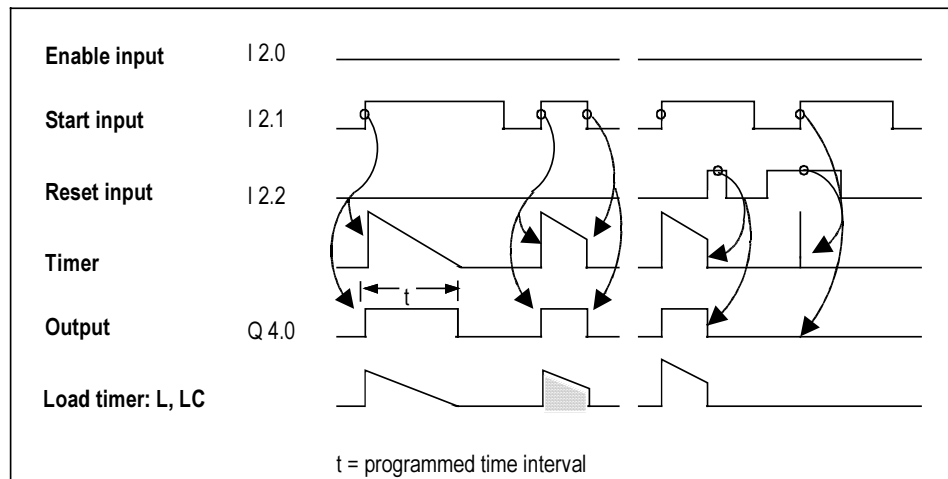 Enable input I 2.0
Start input I 2.1
Reset input I 2.2
Timer
t
Output Q 4.0
Load timer: L, LC
t = programmed time interval